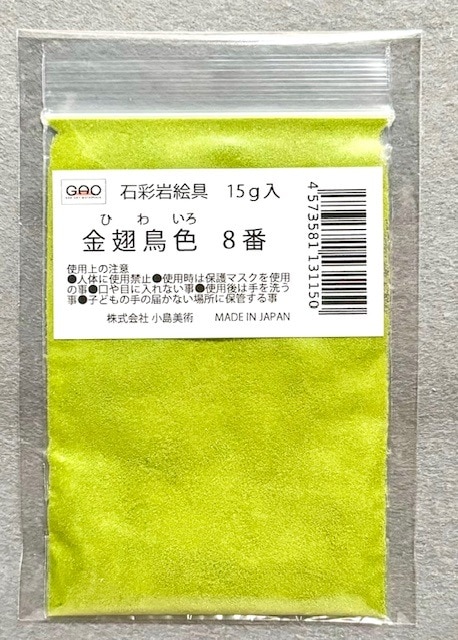 GAO 石彩岩絵具 15g入
ひわ いろ
金翅鳥色 8番
使用上の注意
●人体に使用禁止●使用時は保護マスクを使用
の事●口や目に入れない事●使用後は手を洗う
事●子どもの手の届かない場所に保管する事
株式会社 小島美術 MADE IN JAPAN
4573581131150